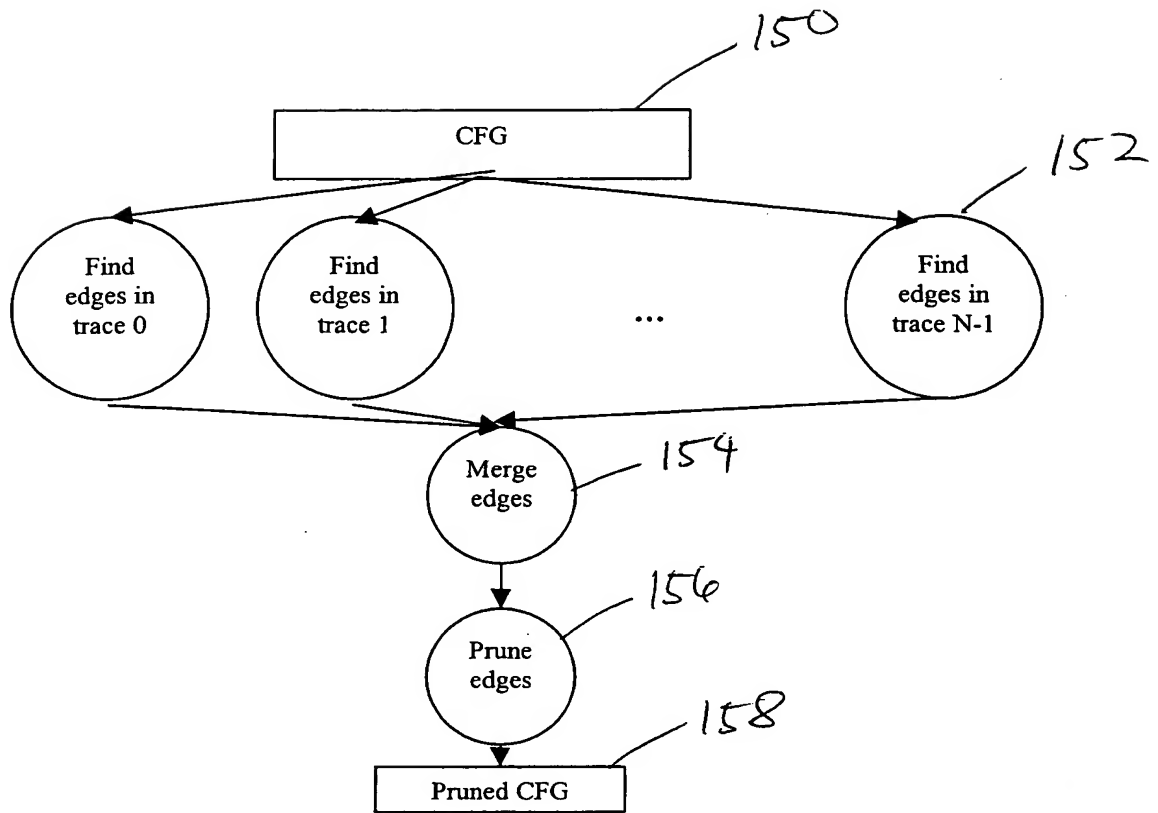 150
CFG
152
Find
edges in
trace 0
Find
edges in
trace 1
...
Find
edges in
trace N-1
Merge
edges
154
156
Prune
edges
158
Pruned CFG